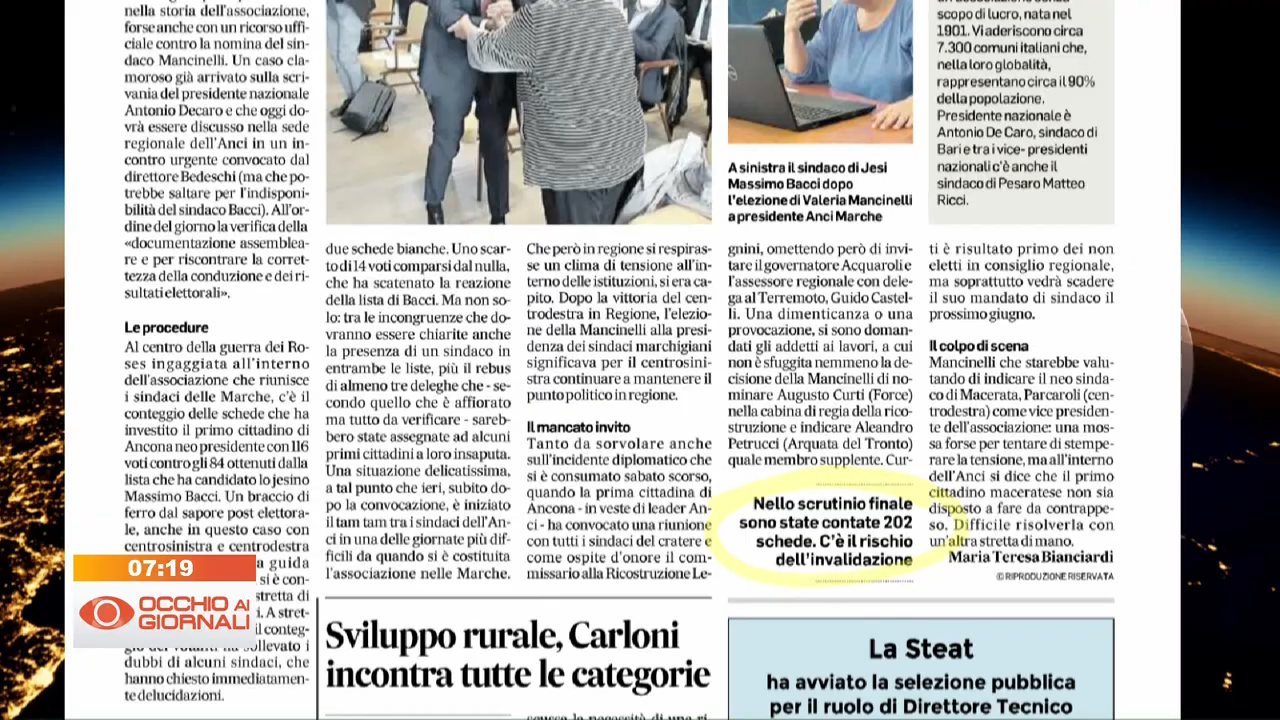 nella storia dell'associazione,
forse anche con un ricorso uffi-
ciale contro la nomina del sin-
daco Mancinelli. Un caso cla-
moroso già arrivato sulla scri-
vania del presidente nazionale
Antonio Decaro e che oggi do-
vrà essere discusso nella sede
regionale dell'Anci in un in-
contro urgente convocato dal
direttore Bedeschi (ma che po-
trebbe saltare per l'indisponi-
bilità del sindaco Bacci). All'or-
dine del giorno la verifica della
«documentazione assemblea-
re e per riscontrare la corret-
tezza della conduzione e dei ri-
sultati elettorali».
Le procedure
Al centro della guerra dei Ro-
ses ingaggiata all'interno
dell'associazione che riunisce
i sindaci delle Marche, c'è il
conteggio delle schede che ha
investito il primo cittadino di
Ancona neo presidente con 116
voti contro gli 84 ottenuti dalla
lista che ha candidato lo jesino
Massimo Bacci. Un braccio di
ferro dal sapore post elettora-
le, anche in questo caso con
centrosinistra e centrodestra
a guida
si è con-
stretta di
i. A stret-
il conteg-
sollevato i
dubbi di alcuni sindaci, che
hanno chiesto immediatamen-
te delucidazioni.
07:19
OCCHIO AI
GIORNALI
due schede bianche. Uno scar-
to di 14 voti comparsi dal nulla,
che ha scatenato la reazione
della lista di Bacci. Ma non so-
lo: tra le incongruenze che do-
vranno essere chiarite anche
la presenza di un sindaco in
entrambe le liste, più il rebus
di almeno tre deleghe che - se-
condo quello che è affiorato
ma tutto da verificare - sareb-
bero state assegnate ad alcuni
primi cittadini a loro insaputa.
Una situazione delicatissima,
a tal punto che ieri, subito do-
po la convocazione, è iniziato
il tam tam tra i sindaci dell'An-
ci in una delle giornate più dif-
ficili da quando si è costituita
l'associazione nelle Marche.
Che però in regione si respiras-
se un clima di tensione all'in-
terno delle istituzioni, si era ca-
pito. Dopo la vittoria del cen-
trodestra in Regione, l'elezio-
ne della Mancinelli alla presi-
denza dei sindaci marchigiani
significava per il centrosini-
stra continuare a mantenere il
punto politico in regione.
Il mancato invito
Tanto da sorvolare anche
sull'incidente diplomatico che
si è consumato sabato scorso,
quando la prima cittadina di
Ancona - in veste di leader An-
ci - ha convocato una riunione
con tutti i sindaci del cratere e
come ospite d'onore il com-
missario alla Ricostruzione Le-
A sinistra il sindaco di Jesi
Massimo Bacci dopo
l'elezione di Valeria Mancinelli
a presidente Anci Marche
gnini, omettendo però di invi-
tare il governatore Acquaroli e
l'assessore regionale con dele-
ga al Terremoto, Guido Castel-
li. Una dimenticanza o una
provocazione, si sono doman-
dati gli addetti ai lavori, a cui
non è sfuggita nemmeno la de-
cisione della Mancinelli di no-
minare Augusto Curti (Force)
nella cabina di regia della rico-
struzione e indicare Aleandro
Petrucci (Arquata del Tronto)
quale membro supplente. Cur-
Nello scrutinio finale
sono state contate 202
schede. C'è il rischio
dell'invalidazione
scopo di lucro, nata nel
1901. Vi aderiscono circa
7.300 comuni italiani che,
nella loro globalità,
rappresentano circa il 90%
della popolazione.
Presidente nazionale è
Antonio De Caro, sindaco di
Bari e tra i vice- presidenti
nazionali c'è anche il
sindaco di Pesaro Matteo
Ricci.
ti è risultato primo dei non
eletti in consiglio regionale,
ma soprattutto vedrà scadere
il suo mandato di sindaco il
prossimo giugno.
Il colpo di scena
Mancinelli che starebbe valu-
tando di indicare il neo sinda-
co di Macerata, Parcaroli (cen-
trodestra) come vice presiden-
te dell'associazione: una mos-
sa forse per tentare di stempe-
rare la tensione, ma all'interno
dell'Anci si dice che il primo
cittadino maceratese non sia
disposto a fare da contrappe-
so. Difficile risolverla con
un'altra stretta di mano.
Maria Teresa Bianciardi
© RIPRODUZIONE RISERVATA
Sviluppo rurale, Carloni
incontra tutte le categorie
La Steat
ha avviato la selezione pubblica
per il ruolo di Direttore Tecnico